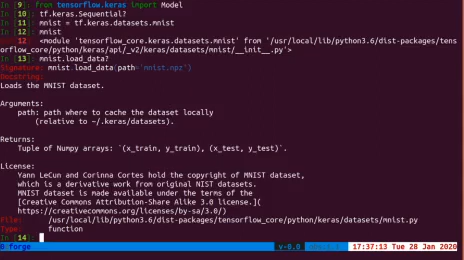 In [9]: from tensorflow.keras import Model
In [10]: tf.keras.Sequential?
In [11]: mnist = tf.keras.datasets.mnist
In [12]: mnist
12 <module 'tensorflow_core.keras.datasets.mnist' from '/usr/local/lib/python3.6/dist-packages/tens
orflow_core/python/keras/api/_v2/keras/datasets/mnist/__init__.py'>
In [13]: mnist.load_data?
Signature: mnist.load_data(path='mnist.npz')
Docstring:
Loads the MNIST dataset.
Arguments:
path: path where to cache the dataset locally
(relative to ~/.keras/datasets).
Returns:
Tuple of Numpy arrays: `(x_train, y_train), (x_test, y_test)`.
License:
Yann LeCun and Corinna Cortes hold the copyright of MNIST dataset,
which is a derivative work from original NIST datasets.
MNIST dataset is made available under the terms of the
[Creative Commons Attribution-Share Alike 3.0 license.](
https://creativecommons.org/licenses/by-sa/3.0/)
File: /usr/local/lib/python3.6/dist-packages/tensorflow_core/python/keras/datasets/mnist.py
Type: function
In [14]:
0 forge v-0.0 17:37:13 Tue 28 Jan 2020